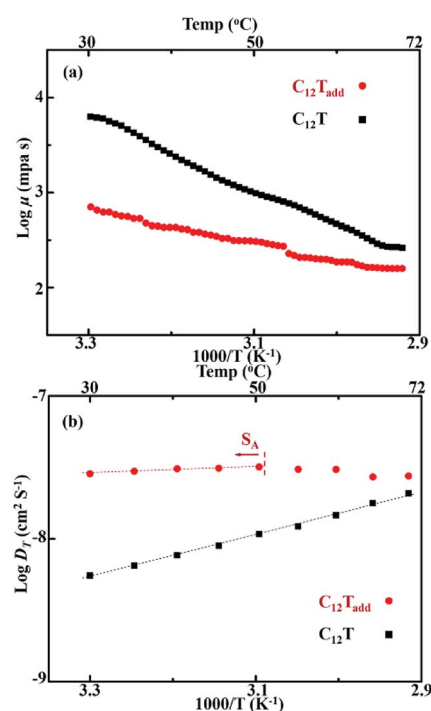 Temp (°C)
30 50 72
(a)
C₁₂Tadd
C₁₂T
4
3
2
Log μ (mpa s)
3.3 3.1 2.9
1000/T (K⁻¹)
Temp (°C)
30 50 72
-7
(b)
S_A
-8
Log D_T (cm² S⁻¹)
C₁₂Tadd
C₁₂T
-9
3.3 3.1 2.9
1000/T (K⁻¹)